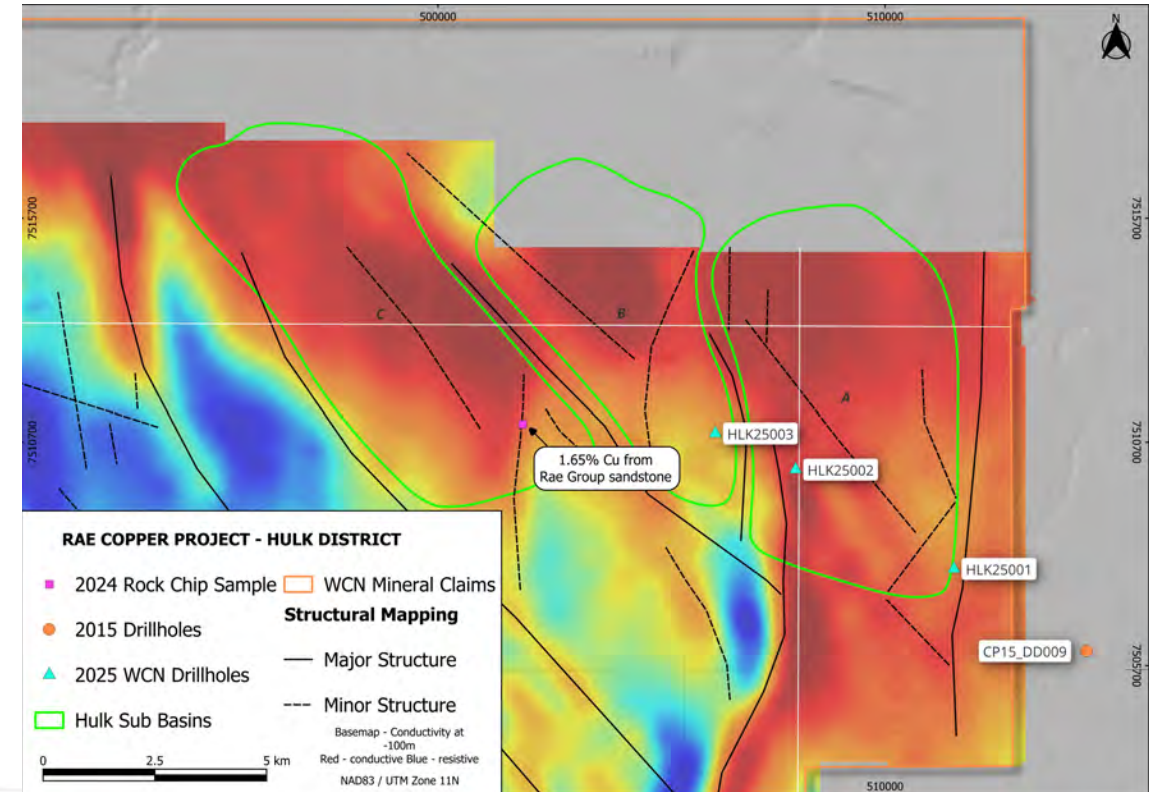 500000
510000
N
7515700
7515700
C
B
A
HLK25003
7510700
7510700
1.65% Cu from
Rae Group sandstone
HLK25002
HLK25001
CP15_DD009
7505700
RAE COPPER PROJECT - HULK DISTRICT
2024 Rock Chip Sample
WCN Mineral Claims
2015 Drillholes
2025 WCN Drillholes
Hulk Sub Basins
Structural Mapping
Major Structure
Minor Structure
Basemap - Conductivity at
-100m
Red - conductive Blue - resistive
NAD83 / UTM Zone 11N
0 2.5 5 km
510000